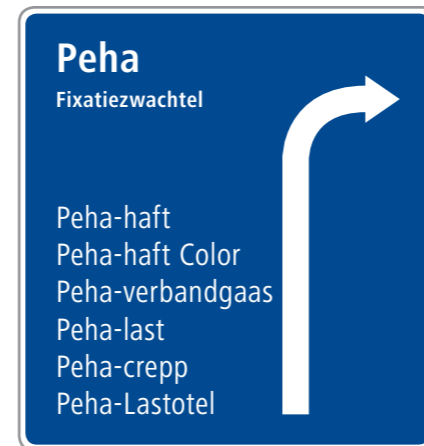 Peha
Fixatiezwachtel
Peha-haft
Peha-haft Color
Peha-verbandgaas
Peha-last
Peha-crepp
Peha-Lastotel